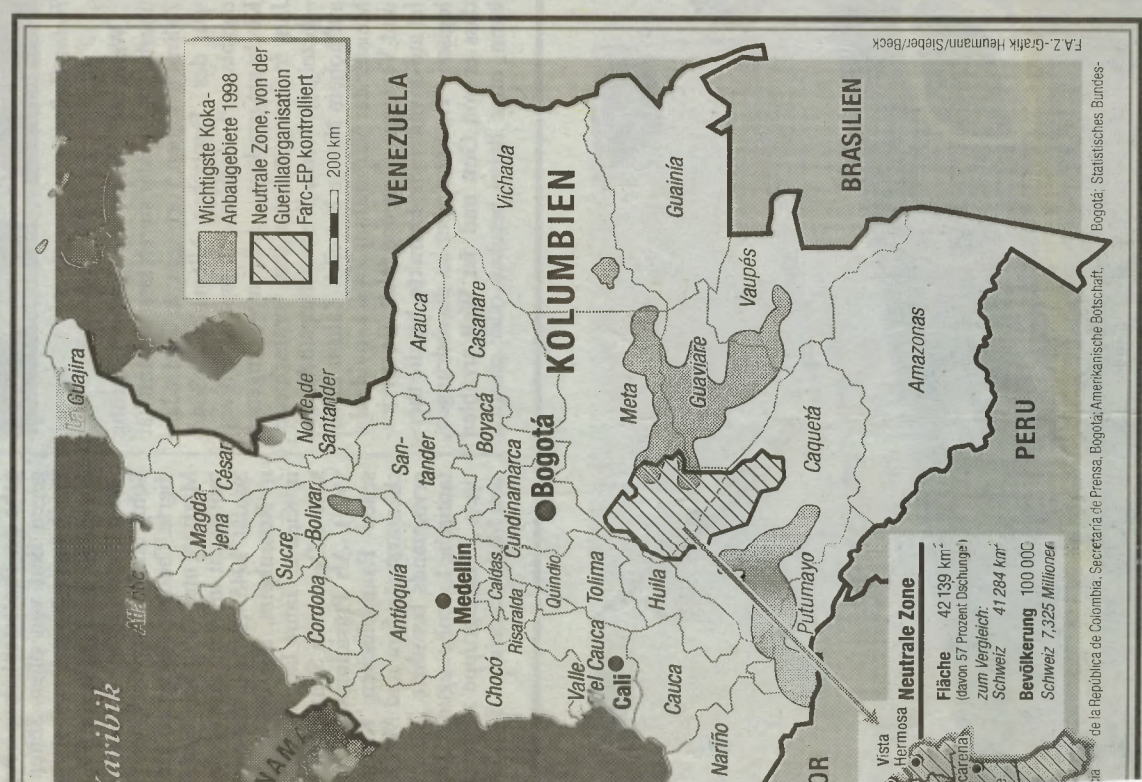 Karibik
Atlántico
La Guajira
Magda-
lena
Cesar
Sucre
Bolívar
Norte de
Santander
Cordoba
Antioquía
San-
tander
Arauca
Boyacá
Casanare
Vichada
Chocó
Medellín
Caldas
Risaralda
Cundinamarca
Quindío
Bogotá
Tolima
Valle
el Cauca
Cali
Huila
Cauca
Nariño
Putumayo
Meta
Guaviare
Guainía
Vaupés
Caquetá
Amazonas
KOLUMBIEN
VENEZUELA
BRASILIEN
PERU
Wichtigste Koka-
Anbaugebiete 1998
Neutrale Zone, von der
Guerillaorganisation
Farc-EP kontrolliert
200 km
Vista
Hermosa
Neutrale Zone
Fläche 42 139 km²
(davon 57 Prozent Dschungel)
zum Vergleich:
Schweiz 41 284 km²
Bevölkerung 100 000
Schweiz 7,325 Millionen
de la República de Colombia. Secretaría de Prensa, Bogotá; Amerikanische Botschaft. Bogotá; Statistisches Bundes-
F.A.Z.-Grafik Heumann/Sieber/Beck